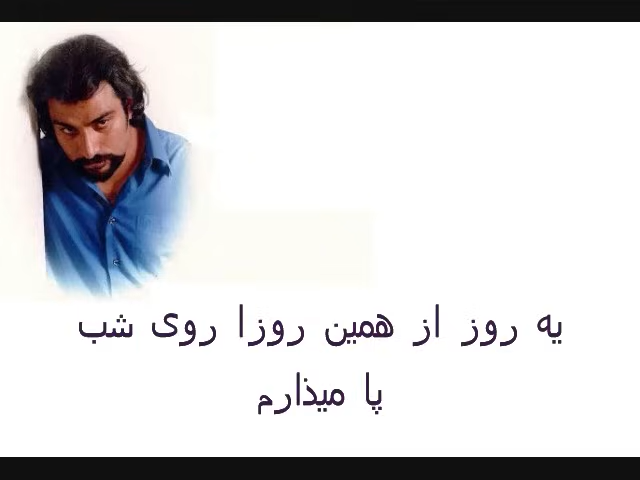 یه روز از همین روزا روی شب
پا میذارم